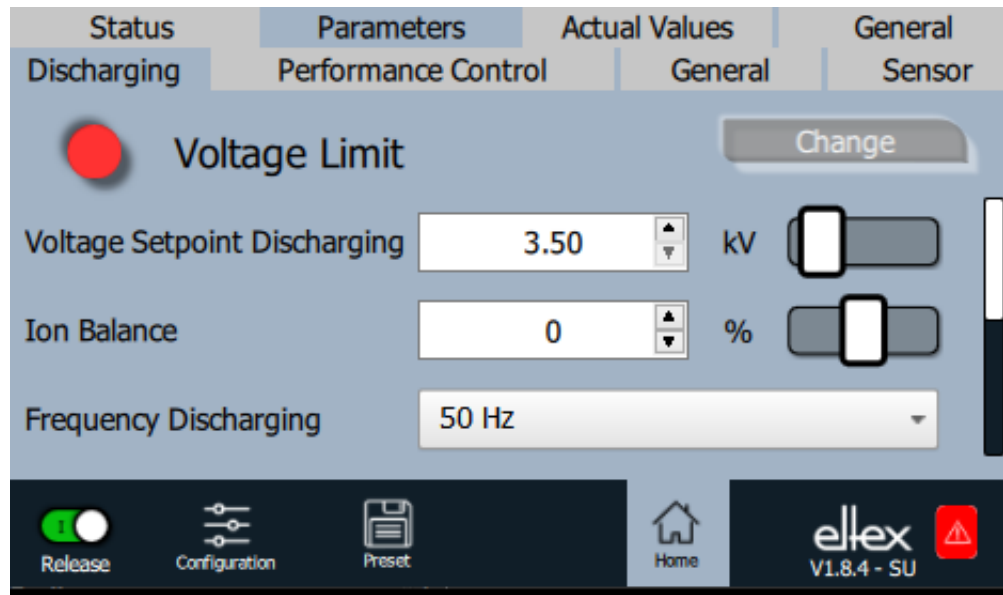 Status Parameters Actual Values General
Discharging Performance Control General Sensor
Voltage Limit Change
Voltage Setpoint Discharging 3.50 kV
Ion Balance 0 %
Frequency Discharging 50 Hz
I
Release Configuration Preset Home
eltex
V1.8.4 - SU